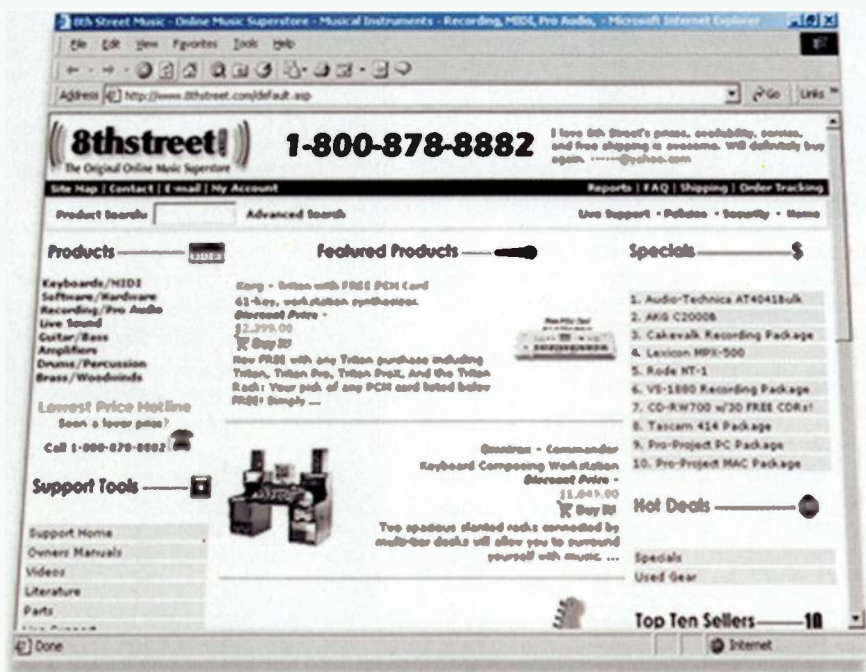 8th Street Music - Online Music Superstore - Musical Instruments - Recording, MIDI, Pro Audio, - Microsoft Internet Explorer
File Edit View Favorites Tools Help
Address http://www.8thstreet.com/default.asp Go Links
8thstreet
The Original Online Music Superstore
1-800-878-8882
I love 8th Street's prices, availability, service,
and free shipping is awesome. Will definitely buy
again. ------@yahoo.com
Site Map | Contact | E-mail | My Account Reports | FAQ | Shipping | Order Tracking
Product Search: Advanced Search Live Support • Policies • Security • Home
Products
Keyboards/MIDI
Software/Hardware
Recording/Pro Audio
Live Sound
Guitar/Bass
Amplifiers
Drums/Percussion
Brass/Woodwinds
Lowest Price Hotline
Seen a lower price?
Call 1-800-878-8882
Support Tools
Support Home
Owners Manuals
Videos
Literature
Parts
Live Support
Featured Products
Korg - Triton with FREE PCM Card
61-key, workstation synthesizer.
Discount Price -
$2,299.00
Buy It!
Now FREE with any Triton purchase including
Triton, Triton Pro, Triton ProX, and the Triton
Rack: Your pick of any PCM card listed below
FREE! Simply ...
Omnirax - Commander
Keyboard Composing Workstation
Discount Price -
$1,049.00
Buy It!
Two spacious slanted racks connected by
multi-tier desks will allow you to surround
yourself with music. ...
Specials $
1. Audio-Technica AT4041Bulk
2. AKG C2000B
3. Cakewalk Recording Package
4. Lexicon MPX-500
5. Rode NT-1
6. VS-1880 Recording Package
7. CD-RW700 w/30 FREE CDRs!
8. Tascam 414 Package
9. Pro-Project PC Package
10. Pro-Project MAC Package
Hot Deals
Specials
Used Gear
Top Ten Sellers 10
Done Internet